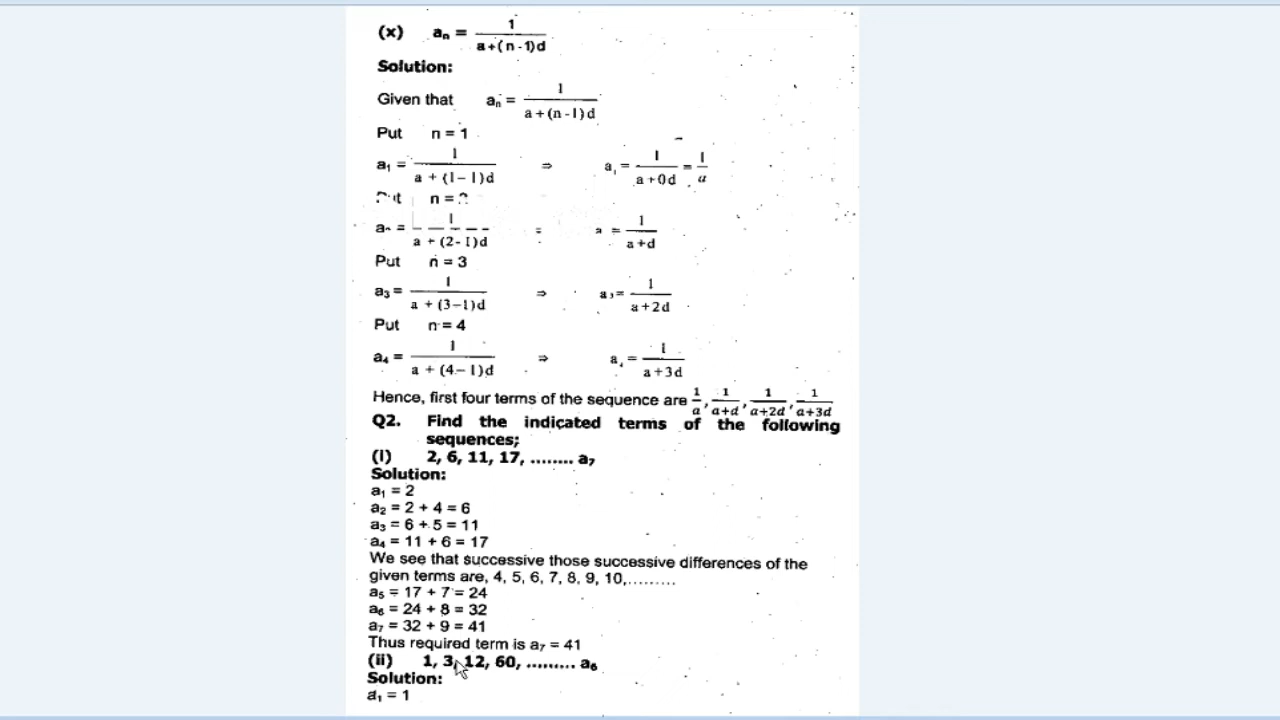 (x) an = 1/(a+(n-1)d)
Solution:
Given that an = 1/(a+(n-1)d)
Put n = 1
a1 = 1/(a + (1-1)d) ⇒ a1 = 1/(a+0d) = 1/a
n =
1/(a + (2-1)d) = 1/(a+d)
Put n = 3
a3 = 1/(a + (3-1)d) ⇒ a3 = 1/(a+2d)
Put n = 4
a4 = 1/(a + (4-1)d) ⇒ a4 = 1/(a+3d)
Hence, first four terms of the sequence are 1/a, 1/(a+d), 1/(a+2d), 1/(a+3d)
Q2. Find the indicated terms of the following
sequences;
(i) 2, 6, 11, 17, ........ a7
Solution:
a1 = 2
a2 = 2 + 4 = 6
a3 = 6 + 5 = 11
a4 = 11 + 6 = 17
We see that successive those successive differences of the
given terms are, 4, 5, 6, 7, 8, 9, 10,.........
a5 = 17 + 7 = 24
a6 = 24 + 8 = 32
a7 = 32 + 9 = 41
Thus required term is a7 = 41
(ii) 1, 3, 12, 60, ......... a6
Solution:
a1 = 1